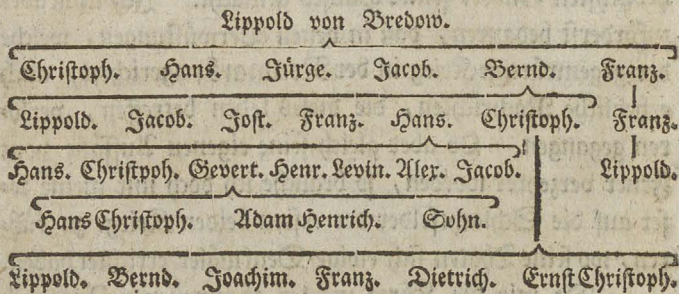 Lippold von Bredow.
Christoph. Hans. Jürge. Jacob. Bernd. Franz.
Lippold. Jacob. Jost. Franz. Hans. Christoph. Franz.
Hans. Christpoh. Gevert. Henr. Levin. Alex. Jacob. Lippold.
Hans Christoph. Adam Henrich. Sohn.
Lippold. Bernd. Joachim. Franz. Dietrich. Ernst Christoph.